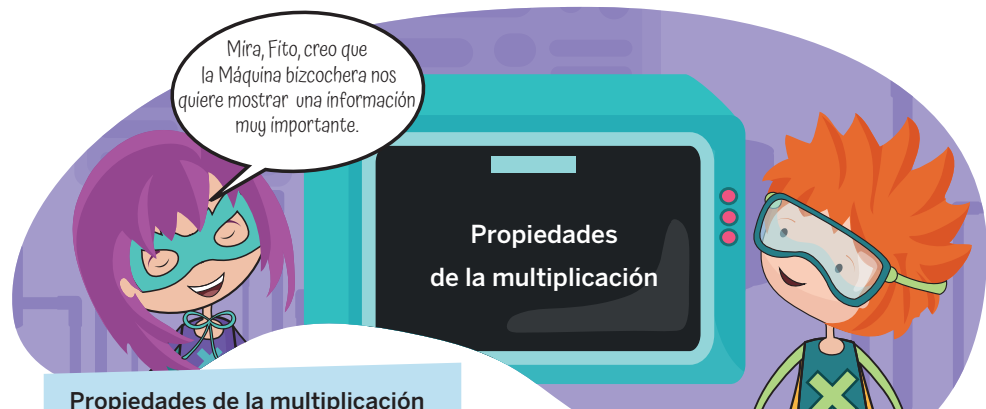 Mira, Fito, creo que
la Máquina bizcochera nos
quiere mostrar una información
muy importante.
Propiedades
de la multiplicación
Propiedades de la multiplicación